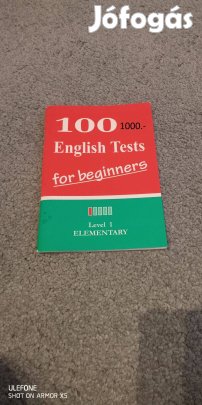 Jófogás
100
1000.-
English Tests
for beginners
Level 1
ELEMENTARY
ULEFONE
SHOT ON ARMOR X5